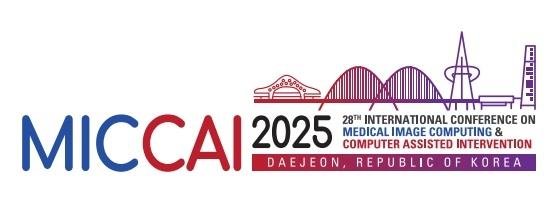 MICCAI 2025
28TH INTERNATIONAL CONFERENCE ON
MEDICAL IMAGE COMPUTING &
COMPUTER ASSISTED INTERVENTION
DAEJEON, REPUBLIC OF KOREA